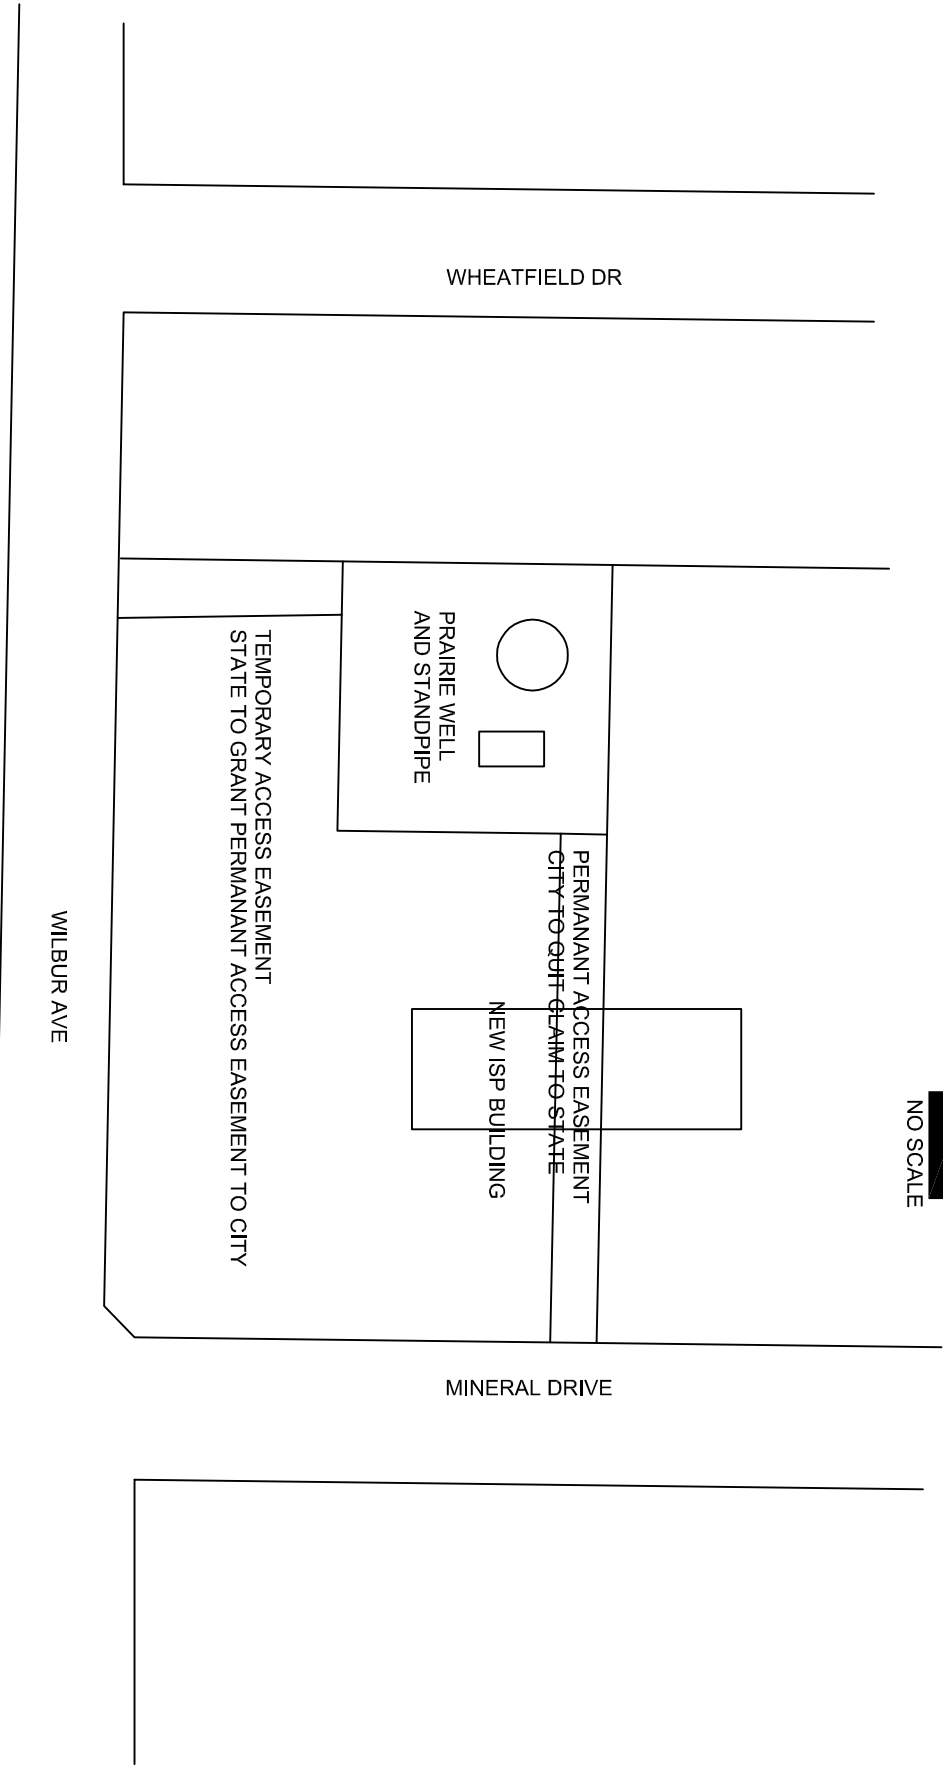 WHEATFIELD DR
PRAIRIE WELL
AND STANDPIPE
TEMPORARY ACCESS EASEMENT
STATE TO GRANT PERMANANT ACCESS EASEMENT TO CITY
PERMANANT ACCESS EASEMENT
CITY TO QUIT CLAIM TO STATE
NEW ISP BUILDING
WILBUR AVE
NO SCALE
MINERAL DRIVE